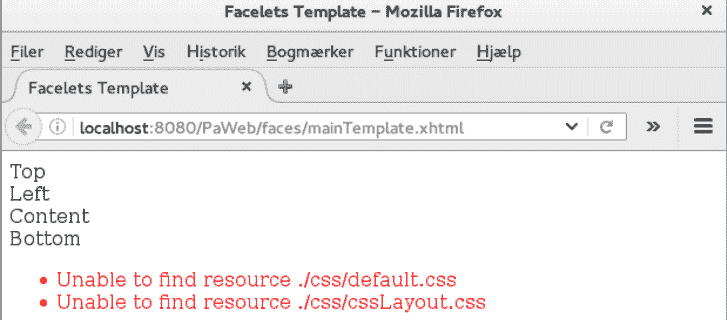 Facelets Template – Mozilla Firefox
Filer Rediger Vis Historik Bogmærker Funktioner Hjælp
Facelets Template
localhost:8080/PaWeb/faces/mainTemplate.xhtml
Top
Left
Content
Bottom
• Unable to find resource ./css/default.css
• Unable to find resource ./css/cssLayout.css